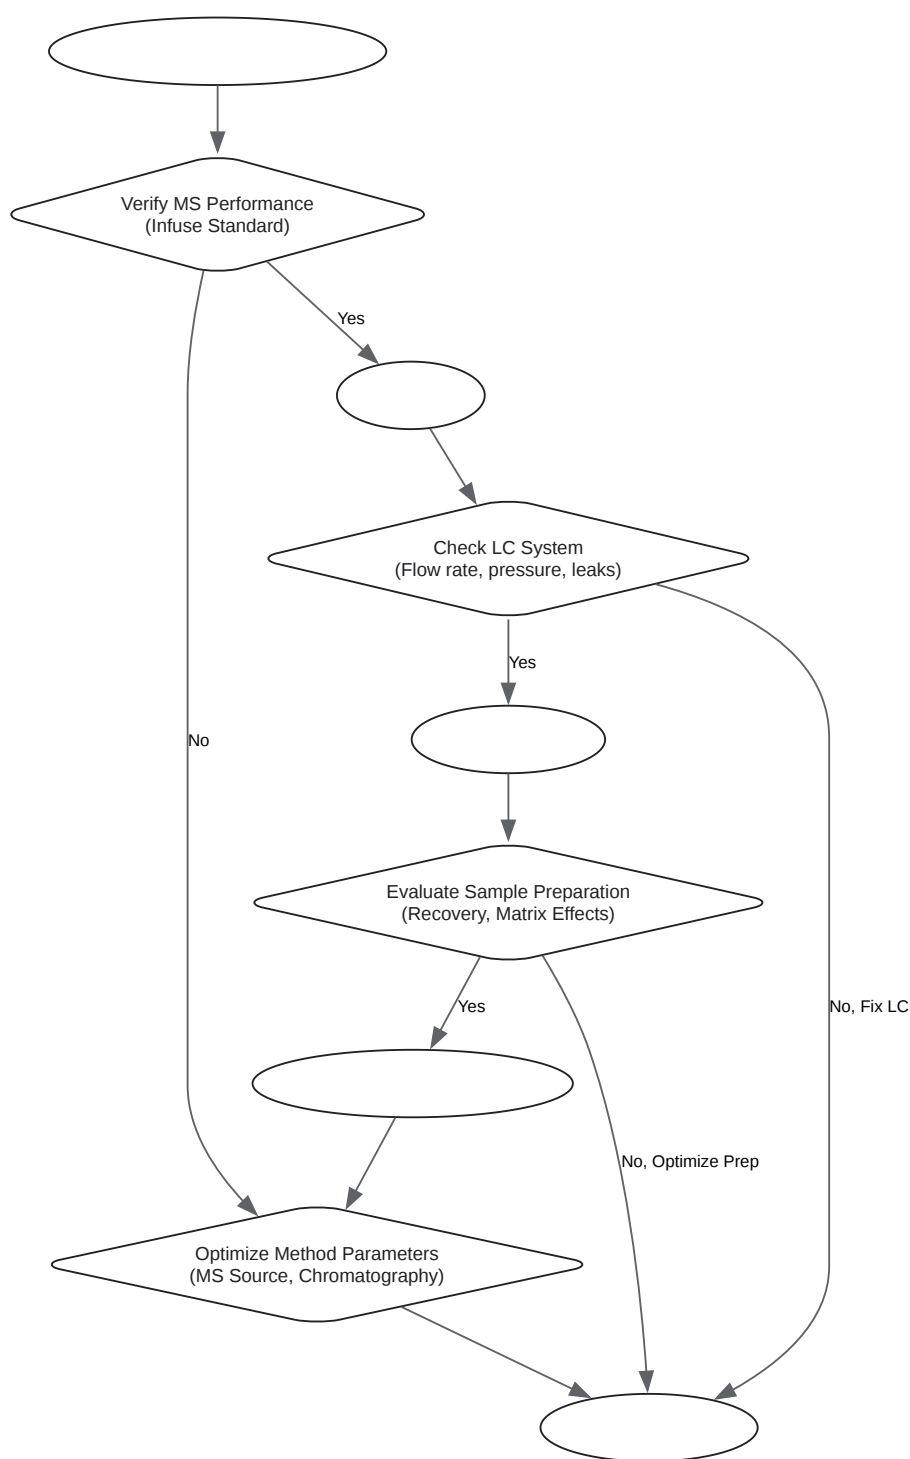 Verify MS Performance
(Infuse Standard)
Yes
Check LC System
(Flow rate, pressure, leaks)
Yes
No
Evaluate Sample Preparation
(Recovery, Matrix Effects)
Yes
No, Fix LC
No, Optimize Prep
Optimize Method Parameters
(MS Source, Chromatography)